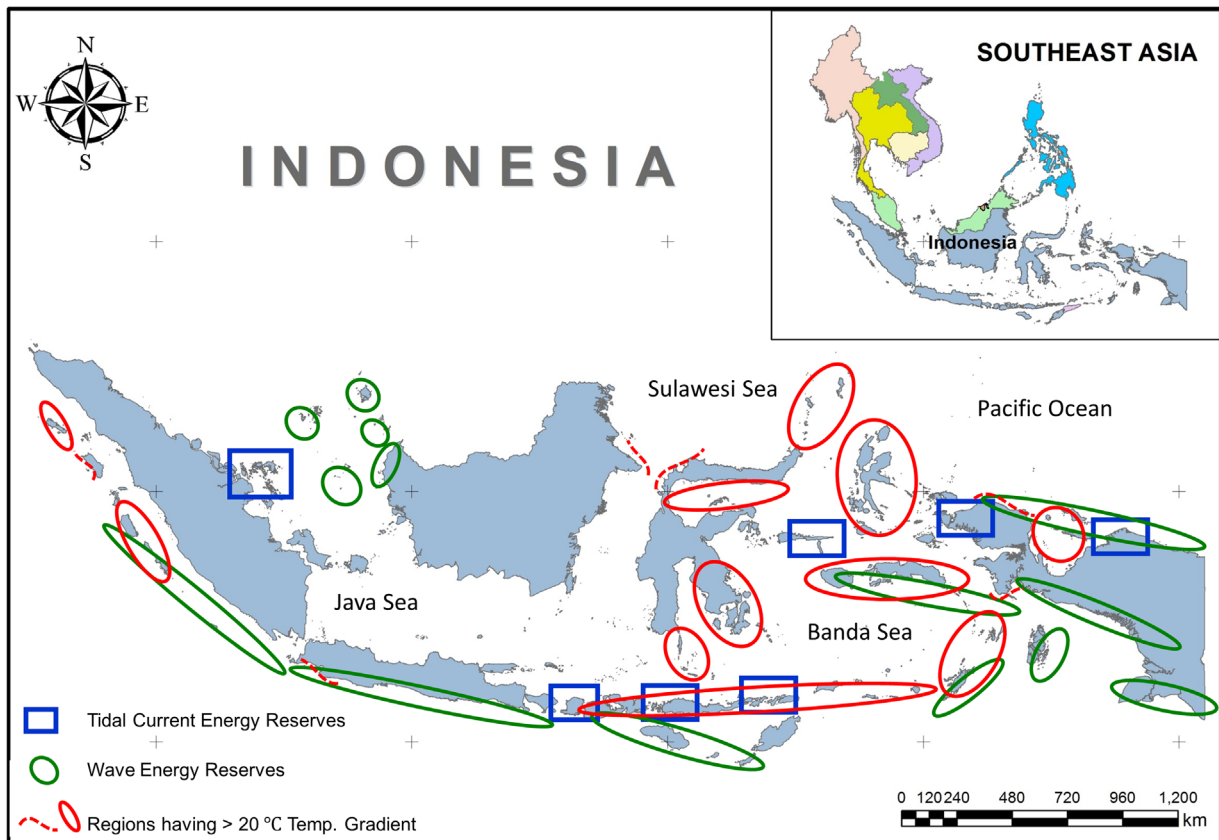 N
W E
S
INDONESIA
SOUTHEAST ASIA
Indonesia
Sulawesi Sea
Pacific Ocean
Java Sea
Banda Sea
Tidal Current Energy Reserves
Wave Energy Reserves
Regions having > 20 ℃ Temp. Gradient
0 120 240 480 720 960 1,200
km